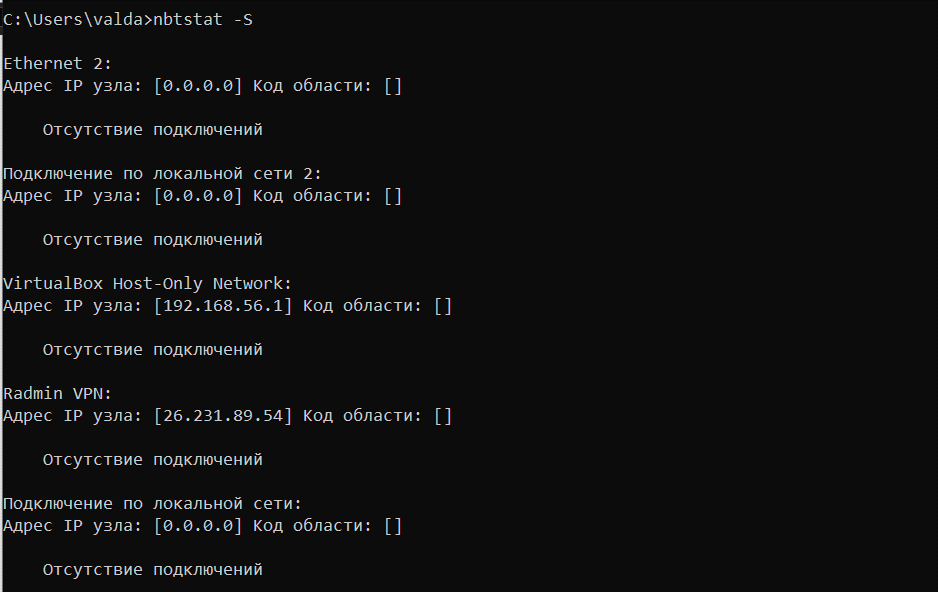 C:\Users\valda>nbtstat -S
Ethernet 2:
Адрес IP узла: [0.0.0.0] Код области: []
Отсутствие подключений
Подключение по локальной сети 2:
Адрес IP узла: [0.0.0.0] Код области: []
Отсутствие подключений
VirtualBox Host-Only Network:
Адрес IP узла: [192.168.56.1] Код области: []
Отсутствие подключений
Radmin VPN:
Адрес IP узла: [26.231.89.54] Код области: []
Отсутствие подключений
Подключение по локальной сети:
Адрес IP узла: [0.0.0.0] Код области: []
Отсутствие подключений